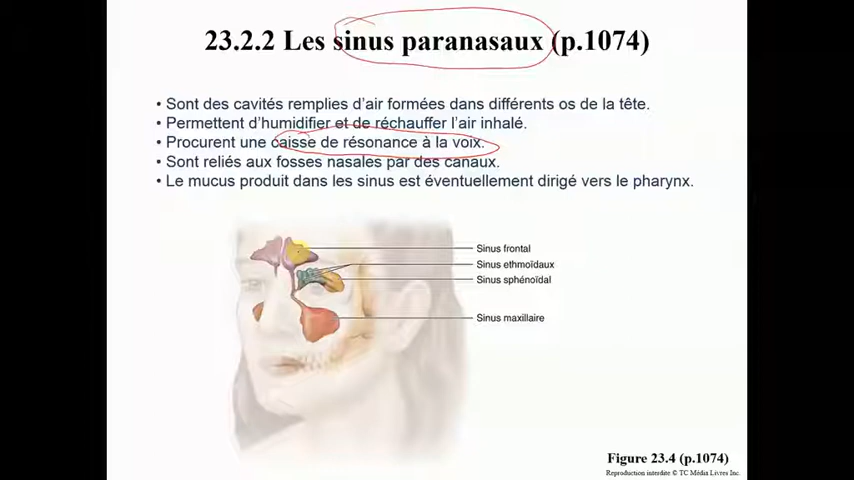 23.2.2 Les sinus paranasaux (p.1074)
• Sont des cavités remplies d’air formées dans différents os de la tête.
• Permettent d’humidifier et de réchauffer l’air inhalé.
• Procurent une caisse de résonance à la voix.
• Sont reliés aux fosses nasales par des canaux.
• Le mucus produit dans les sinus est éventuellement dirigé vers le pharynx.
Sinus frontal
Sinus ethmoïdaux
Sinus sphénoïdal
Sinus maxillaire
Figure 23.4 (p.1074)
Reproduction interdite © TC Média Livres Inc.